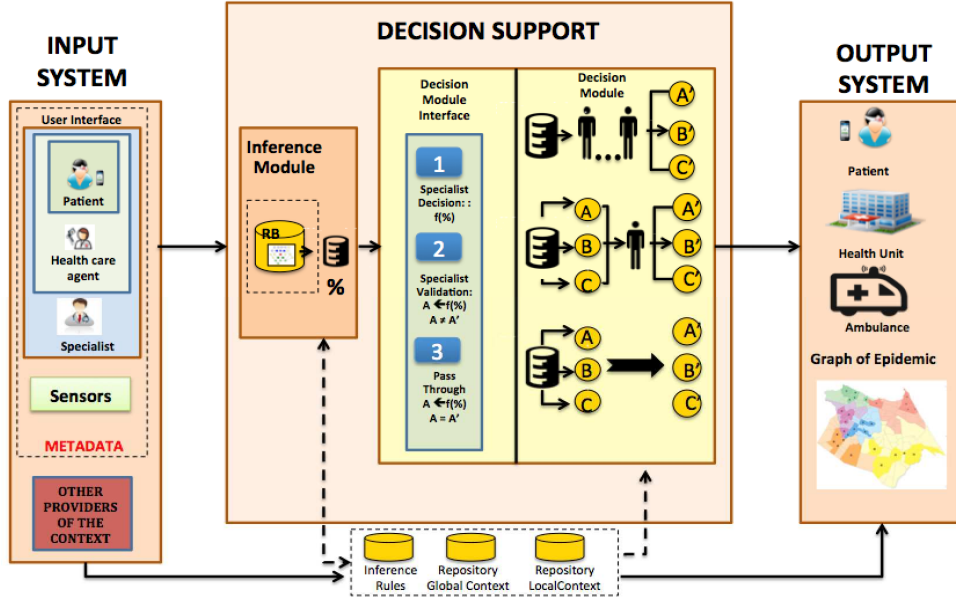 INPUT
SYSTEM
User Interface
Patient
Health care
agent
Specialist
Sensors
METADATA
OTHER
PROVIDERS
OF THE
CONTEXT
DECISION SUPPORT
Inference
Module
RB
%
Decision
Module
Interface
1
Specialist
Decision: :
f(%)
2
Specialist
Validation:
A ←f(%)
A ≠ A’
3
Pass
Through
A ←f(%)
A = A’
Decision
Module
A’
B’
C’
A
B
C
A’
B’
C’
A
B
C
A’
B’
C’
Inference
Rules
Repository
Global Context
Repository
LocalContext
OUTPUT
SYSTEM
Patient
Health Unit
Ambulance
Graph of Epidemic